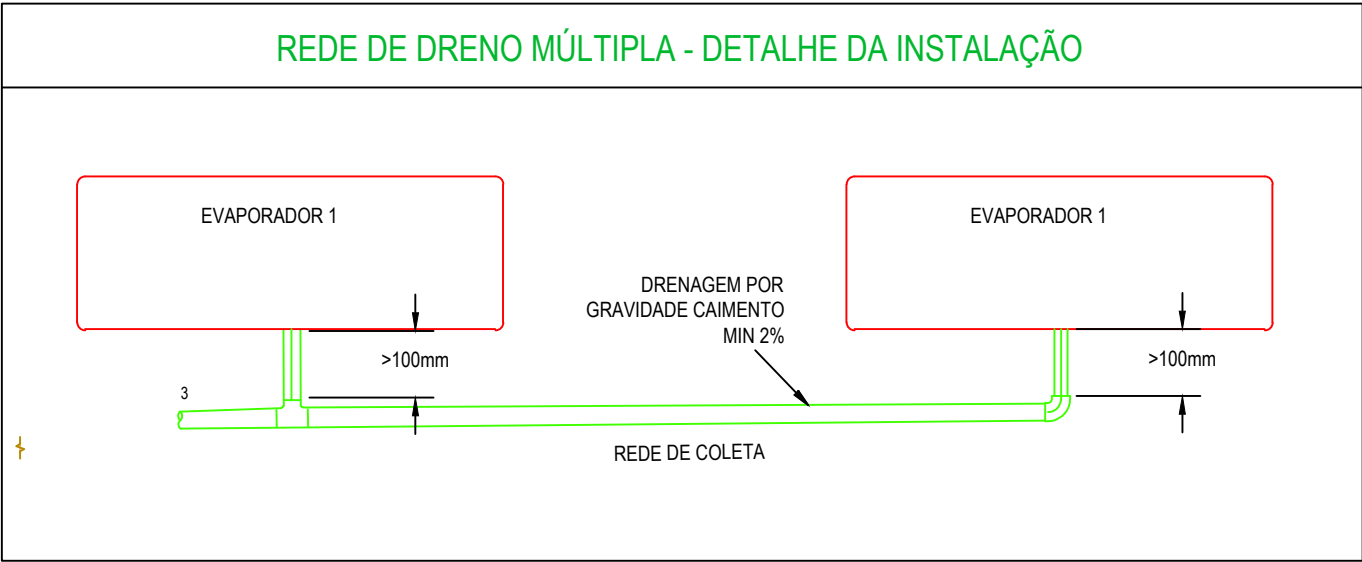 REDE DE DRENO MÚLTIPLA - DETALHE DA INSTALAÇÃO
EVAPORADOR 1
EVAPORADOR 1
DRENAGEM POR
GRAVIDADE CAIMENTO
MIN 2%
>100mm
>100mm
3
REDE DE COLETA